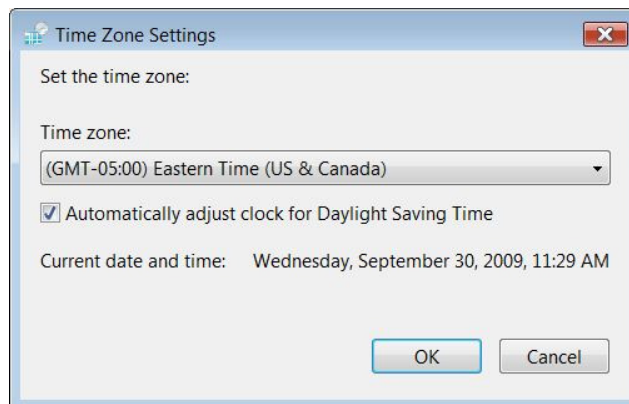 Time Zone Settings
Set the time zone:
Time zone:
(GMT-05:00) Eastern Time (US & Canada)
Automatically adjust clock for Daylight Saving Time
Current date and time: Wednesday, September 30, 2009, 11:29 AM
OK Cancel